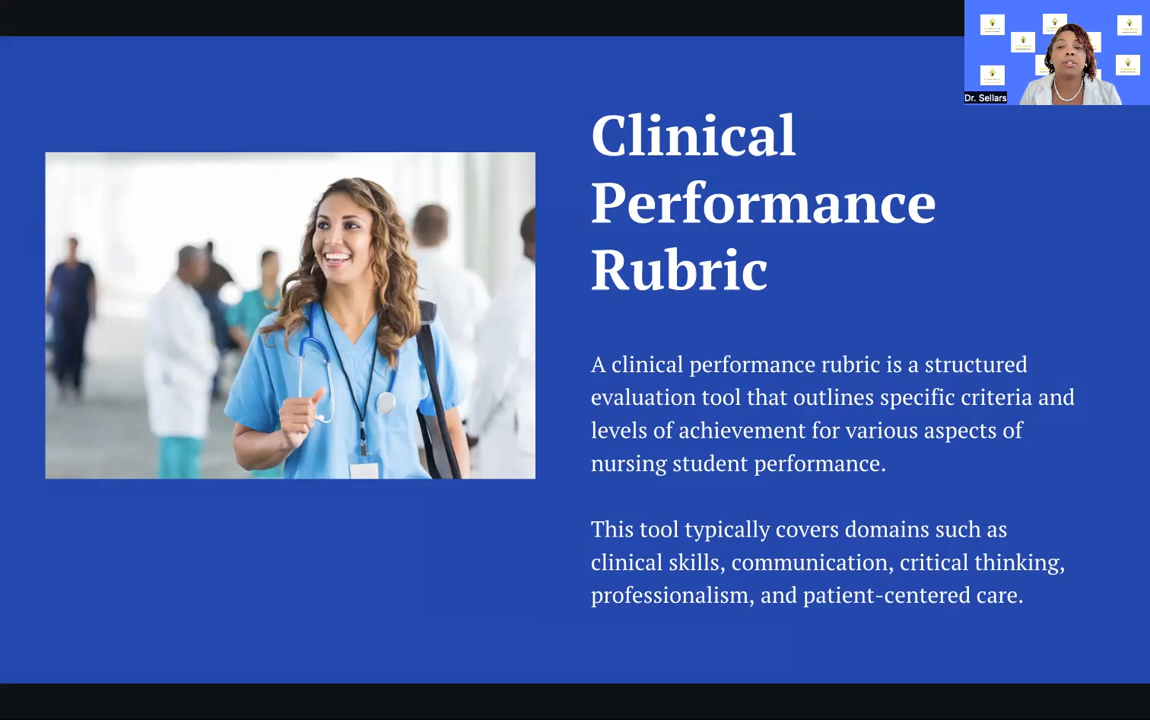 Dr. Sellars
Clinical
Performance
Rubric
A clinical performance rubric is a structured
evaluation tool that outlines specific criteria and
levels of achievement for various aspects of
nursing student performance.
This tool typically covers domains such as
clinical skills, communication, critical thinking,
professionalism, and patient-centered care.